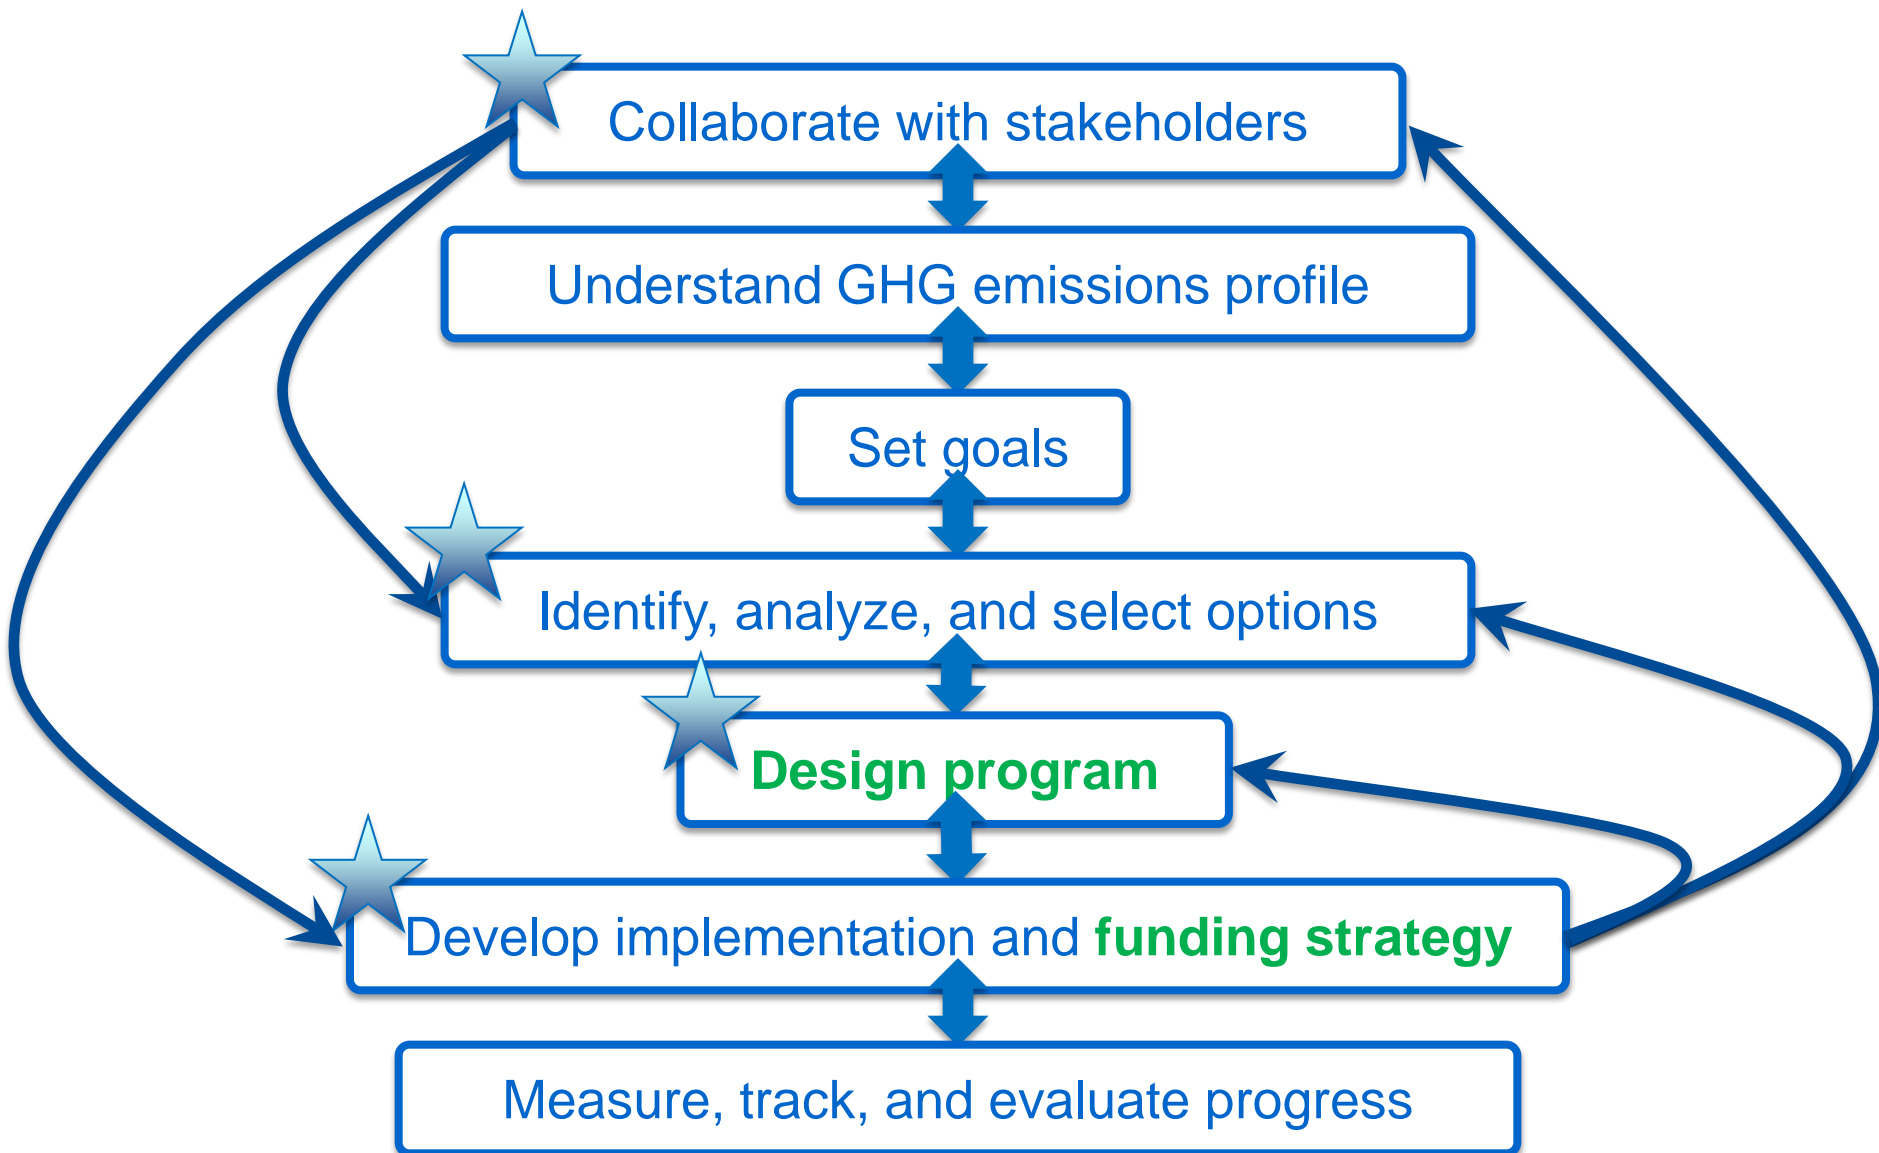 Collaborate with stakeholders
Understand GHG emissions profile
Set goals
Identify, analyze, and select options
Design program
Develop implementation and funding strategy
Measure, track, and evaluate progress